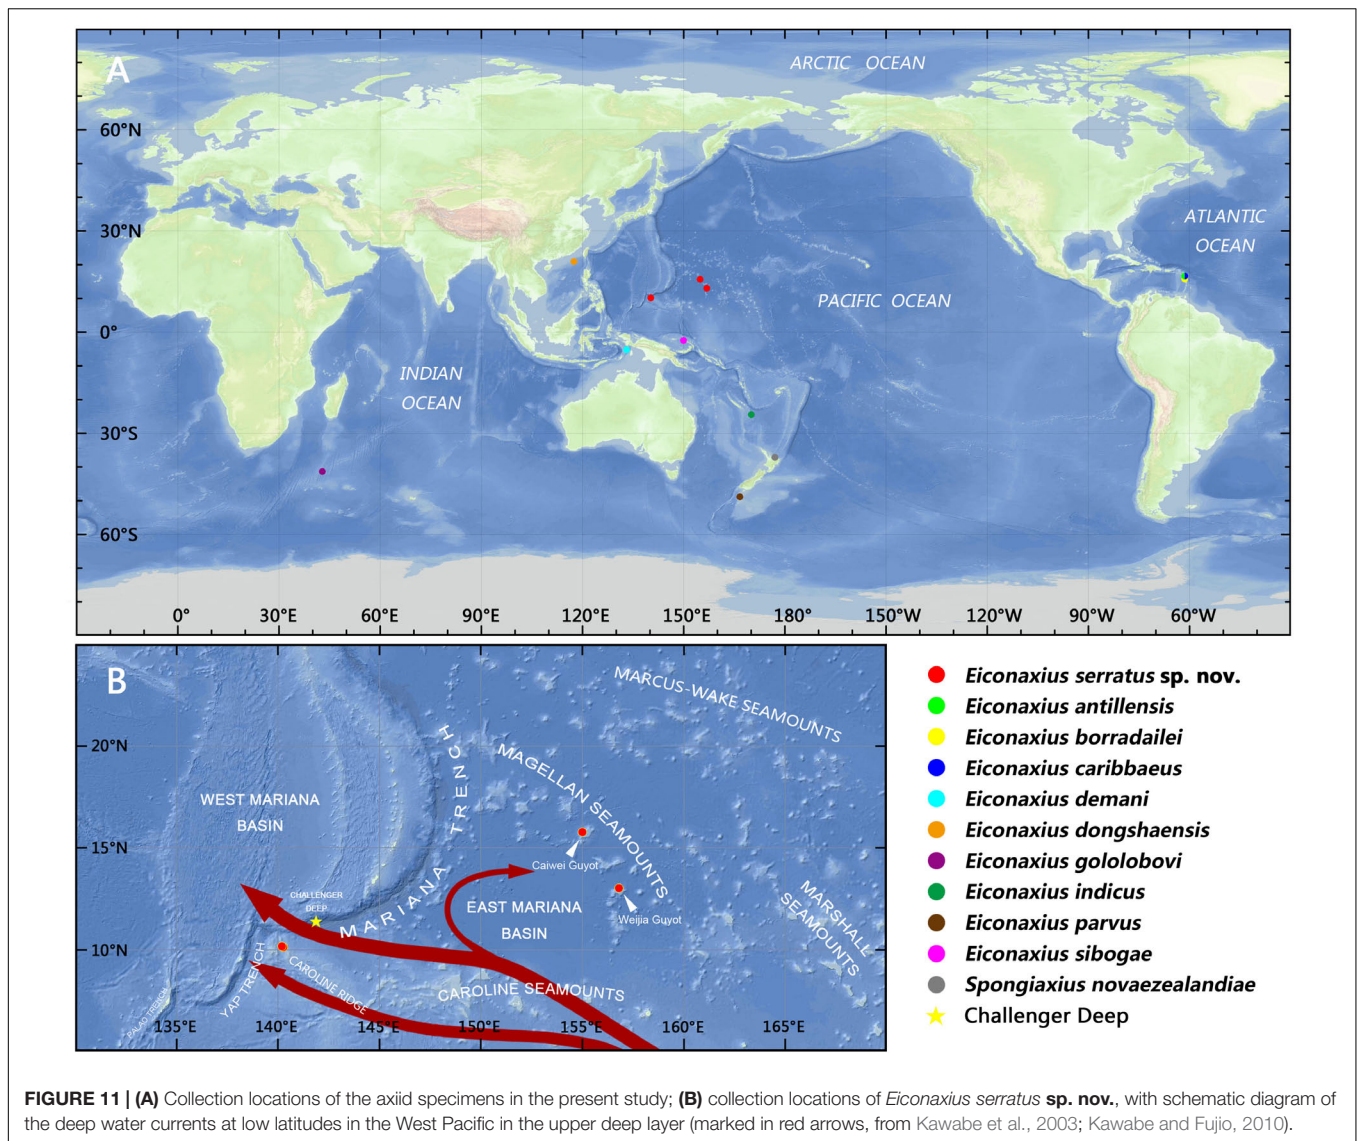 A
ARCTIC OCEAN
60°N
30°N
ATLANTIC
OCEAN
PACIFIC OCEAN
0°
INDIAN
OCEAN
30°S
60°S
0° 30°E 60°E 90°E 120°E 150°E 180° 150°W 120°W 90°W 60°W
B
MARCUS-WAKE SEAMOUNTS
20°N
MAGELLAN SEAMOUNTS
MARIANA TRENCH
WEST MARIANA
BASIN
15°N
Caiwei Guyot
CHALLENGER
DEEP
EAST MARIANA
BASIN
Weijia Guyot
MARSHALL
SEAMOUNTS
10°N
YAP TRENCH
CAROLINE RIDGE
CAROLINE SEAMOUNTS
PALAU TRENCH
135°E 140°E 145°E 150°E 155°E 160°E 165°E
Eiconaxius serratus sp. nov.
Eiconaxius antillensis
Eiconaxius borradailei
Eiconaxius caribbaeus
Eiconaxius demani
Eiconaxius dongshaensis
Eiconaxius gololobovi
Eiconaxius indicus
Eiconaxius parvus
Eiconaxius sibogae
Spongiaxius novaezealandiae
Challenger Deep
FIGURE 11 | (A) Collection locations of the axiid specimens in the present study; (B) collection locations of Eiconaxius serratus sp. nov., with schematic diagram of
the deep water currents at low latitudes in the West Pacific in the upper deep layer (marked in red arrows, from Kawabe et al., 2003; Kawabe and Fujio, 2010).